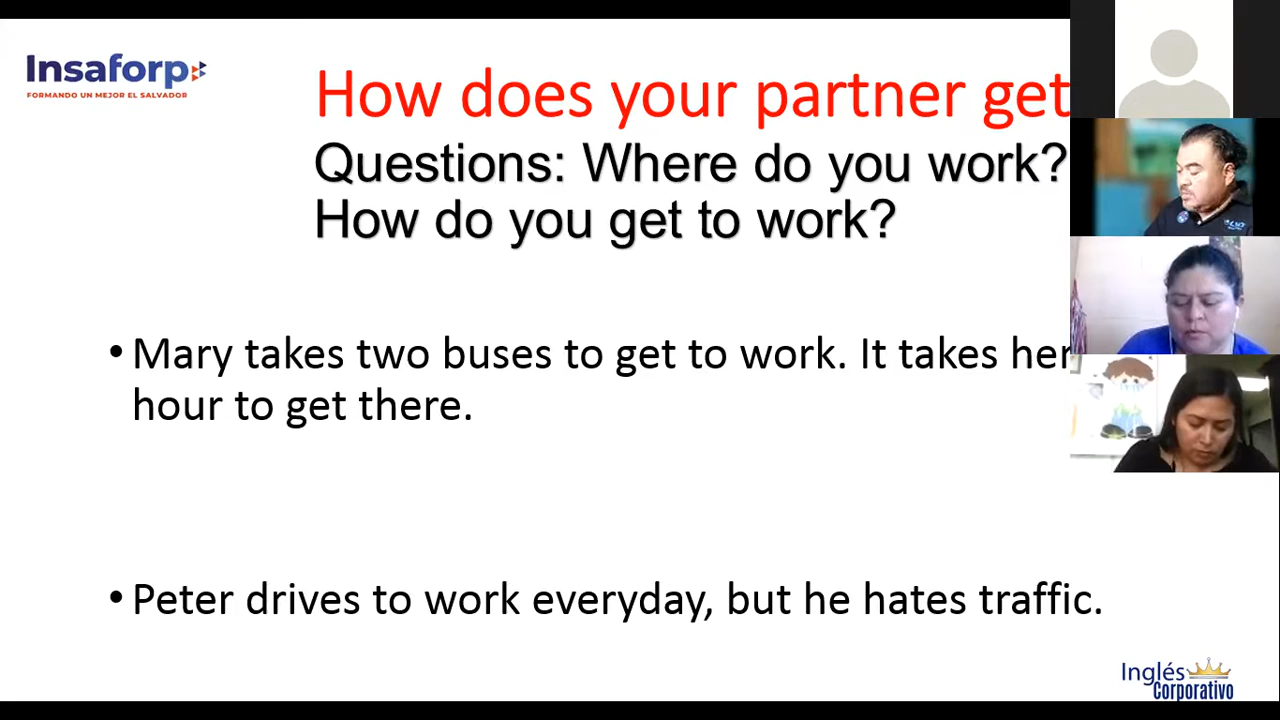 Insaforp
FORMANDO UN MEJOR EL SALVADOR
How does your partner get
Questions: Where do you work?
How do you get to work?
• Mary takes two buses to get to work. It takes her
hour to get there.
• Peter drives to work everyday, but he hates traffic.
Inglés
Corporativo